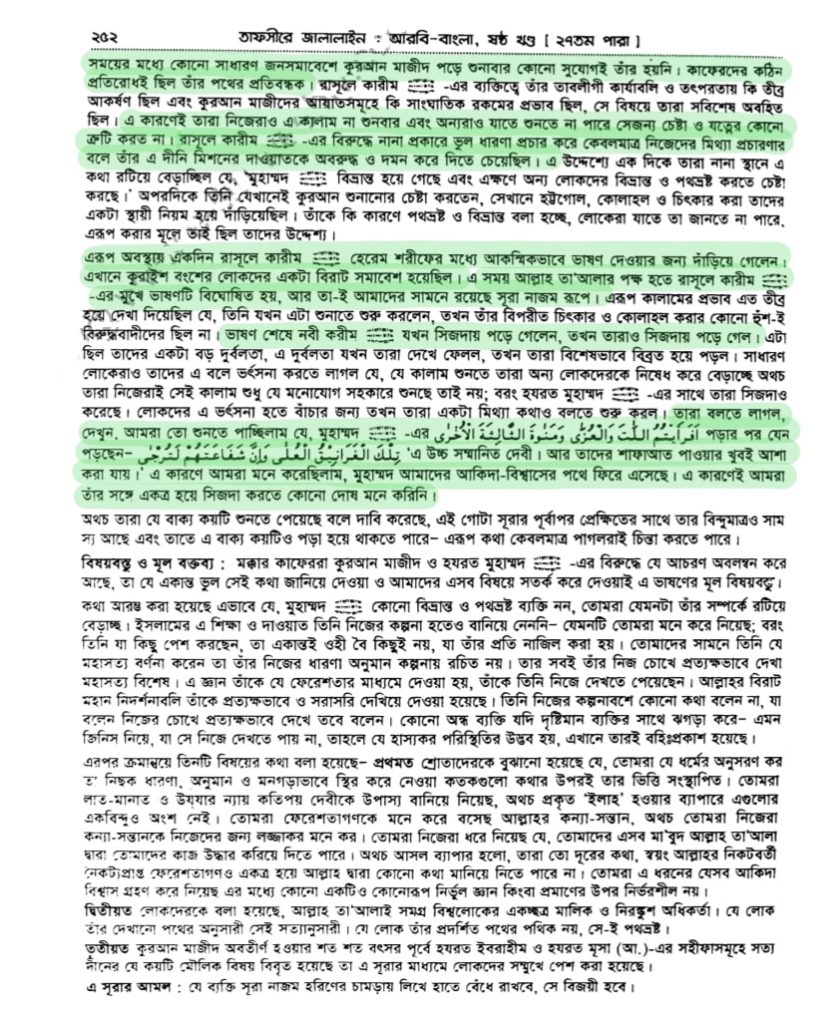 ২৫২
তাফসীরে জালালাইন : আরবি-বাংলা, ষষ্ঠ খণ্ড [ ২৭তম পারা ]
সময়ের মধ্যে কোনো সাধারণ জনসমাবেশে কুরআন মাজীদ পড়ে শুনাবার কোনো সুযোগই তাঁর হয়নি। কাফেরদের কঠিন
প্রতিরোধই ছিল তাঁর পথের প্রতিবন্ধক। রাসূলে কারীম ﷺ -এর ব্যক্তিত্বে তাঁর তাবলীগী কার্যাবলি ও তৎপরতায় কি তীব্র
আকর্ষণ ছিল এবং কুরআন মাজীদের আয়াতসমূহে কি সাংঘাতিক রকমের প্রভাব ছিল, সে বিষয়ে তারা সবিশেষ অবহিত
ছিল। এ কারণেই তারা নিজেরাও এ কালাম না শুনবার এবং অন্যরাও যাতে শুনতে না পারে সেজন্য চেষ্টা ও যত্নের কোনো
ত্রুটি করত না। রাসূলে কারীম ﷺ -এর বিরুদ্ধে নানা প্রকারে ভুল ধারণা প্রচার করে কেবলমাত্র নিজেদের মিথ্যা প্রচারণার
বলে তাঁর এ দীনি মিশনের দাওয়াতকে অবরুদ্ধ ও দমন করে দিতে চেয়েছিল। এ উদ্দেশ্যে এক দিকে তারা নানা স্থানে এ
কথা রটিয়ে বেড়াচ্ছিল যে, 'মুহাম্মদ ﷺ বিভ্রান্ত হয়ে গেছে এবং এক্ষণে অন্য লোকদের বিভ্রান্ত ও পথভ্রষ্ট করতে চেষ্টা
করছে।' অপরদিকে তিনি যেখানেই কুরআন শুনানোর চেষ্টা করতেন, সেখানে হট্টগোল, কোলাহল ও চিৎকার করা তাদের
একটা স্থায়ী নিয়ম হয়ে দাঁড়িয়েছিল। তাঁকে কি কারণে পথভ্রষ্ট ও বিভ্রান্ত বলা হচ্ছে, লোকেরা যাতে তা জানতে না পারে,
এরূপ করার মূলে তাই ছিল তাদের উদ্দেশ্য।
এরূপ অবস্থায় একদিন রাসূলে কারীম ﷺ হেরেম শরীফের মধ্যে আকস্মিকভাবে ভাষণ দেওয়ার জন্য দাঁড়িয়ে গেলেন।
এখানে কুরাইশ বংশের লোকদের একটা বিরাট সমাবেশ হয়েছিল। এ সময় আল্লাহ তা'আলার পক্ষ হতে রাসূলে কারীম ﷺ
-এর মুখে ভাষণটি বিঘোষিত হয়, আর তা-ই আমাদের সামনে রয়েছে সূরা নাজম রূপে। এরূপ কালামের প্রভাব এত তীব্র
হয়ে দেখা দিয়েছিল যে, তিনি যখন এটা শুনাতে শুরু করলেন, তখন তাঁর বিপরীত চিৎকার ও কোলাহল করার কোনো হুঁশ-ই
বিরুদ্ধবাদীদের ছিল না। ভাষণ শেষে নবী করীম ﷺ যখন সিজদায় পড়ে গেলেন, তখন তারাও সিজদায় পড়ে গেল। এটা
ছিল তাদের একটা বড় দুর্বলতা, এ দুর্বলতা যখন তারা দেখে ফেলল, তখন তারা বিশেষভাবে বিব্রত হয়ে পড়ল। সাধারণ
লোকেরাও তাদের এ বলে ভর্ৎসনা করতে লাগল যে, যে কালাম শুনতে তারা অন্য লোকদেরকে নিষেধ করে বেড়াচ্ছে অথচ
তারা নিজেরাই সেই কালাম শুধু যে মনোযোগ সহকারে শুনছে তাই নয়; বরং হযরত মুহাম্মদ ﷺ -এর সাথে তারা সিজদাও
করেছে। লোকদের এ ভর্ৎসনা হতে বাঁচার জন্য তখন তারা একটা মিথ্যা কথাও বলতে শুরু করল। তারা বলতে লাগল,
দেখুন, আমরা তো শুনতে পাচ্ছিলাম যে, মুহাম্মদ ﷺ -এর اَفَرَاَيْتُمُ اللّٰتَ وَالْعُزّٰى وَمَنٰوةَ الثَّالِثَةَ الْاُخْرٰى পড়ার পর যেন
পড়ছেন– تِلْكَ الْغَرَانِيْقُ الْعُلٰى وَاِنَّ شَفَاعَتَهُمْ لَتُرْجٰى 'এ উচ্চ সম্মানিত দেবী। আর তাদের শাফাআত পাওয়ার খুবই আশা
করা যায়।' এ কারণে আমরা মনে করেছিলাম, মুহাম্মদ আমাদের আকিদা-বিশ্বাসের পথে ফিরে এসেছে। এ কারণেই আমরা
তাঁর সঙ্গে একত্র হয়ে সিজদা করতে কোনো দোষ মনে করিনি।
অথচ তারা যে বাক্য কয়টি শুনতে পেয়েছে বলে দাবি করেছে, এই গোটা সূরার পূর্বাপর প্রেক্ষিতের সাথে তার বিন্দুমাত্রও সাম
স্য আছে এবং তাতে এ বাক্য কয়টিও পড়া হয়ে থাকতে পারে– এরূপ কথা কেবলমাত্র পাগলরাই চিন্তা করতে পারে।
বিষয়বস্তু ও মূল বক্তব্য : মক্কার কাফেররা কুরআন মাজীদ ও হযরত মুহাম্মদ ﷺ -এর বিরুদ্ধে যে আচরণ অবলম্বন করে
আছে, তা যে একান্ত ভুল সেই কথা জানিয়ে দেওয়া ও আমাদের এসব বিষয়ে সতর্ক করে দেওয়াই এ ভাষণের মূল বিষয়বস্তু।
কথা আরম্ভ করা হয়েছে এভাবে যে, মুহাম্মদ ﷺ কোনো বিভ্রান্ত ও পথভ্রষ্ট ব্যক্তি নন, তোমরা যেমনটা তাঁর সম্পর্কে রটিয়ে
বেড়াচ্ছ। ইসলামের এ শিক্ষা ও দাওয়াত তিনি নিজের কল্পনা হতেও বানিয়ে নেননি– যেমনটি তোমরা মনে করে নিয়েছ; বরং
তিনি যা কিছু পেশ করছেন, তা একান্তই ওহী বৈ কিছুই নয়, যা তাঁর প্রতি নাজিল করা হয়। তোমাদের সামনে তিনি যে
মহাসত্য বর্ণনা করেন তা তাঁর নিজের ধারণা অনুমান কল্পনায় রচিত নয়। তার সবই তাঁর নিজ চোখে প্রত্যক্ষভাবে দেখা
মহাসত্য বিশেষ। এ জ্ঞান তাঁকে যে ফেরেশতার মাধ্যমে দেওয়া হয়, তাঁকে তিনি নিজে দেখতে পেয়েছেন। আল্লাহর বিরাট
মহান নিদর্শনাবলি তাঁকে প্রত্যক্ষভাবে ও সরাসরি দেখিয়ে দেওয়া হয়েছে। তিনি নিজের কল্পনাবশে কোনো কথা বলেন না, যা
বলেন নিজের চোখে প্রত্যক্ষভাবে দেখে তবে বলেন। কোনো অন্ধ ব্যক্তি যদি দৃষ্টিমান ব্যক্তির সাথে ঝগড়া করে– এমন
জিনিস নিয়ে, যা সে নিজে দেখতে পায় না, তাহলে যে হাস্যকর পরিস্থিতির উদ্ভব হয়, এখানে তারই বহিঃপ্রকাশ হয়েছে।
এরপর ক্রমান্বয়ে তিনটি বিষয়ের কথা বলা হয়েছে– প্রথমত শ্রোতাদেরকে বুঝানো হয়েছে যে, তোমরা যে ধর্মের অনুসরণ কর
তা নিছক ধারণা, অনুমান ও মনগড়াভাবে স্থির করে নেওয়া কতকগুলো কথার উপরই তার ভিত্তি সংস্থাপিত। তোমরা
লাত-মানাত ও উযযার ন্যায় কতিপয় দেবীকে উপাস্য বানিয়ে নিয়েছ, অথচ প্রকৃত 'ইলাহ' হওয়ার ব্যাপারে এগুলোর
একবিন্দুও অংশ নেই। তোমরা ফেরেশতাগণকে মনে করে বসেছ আল্লাহর কন্যা-সন্তান, অথচ তোমরা নিজেরা
কন্যা-সন্তানকে নিজেদের জন্য লজ্জাকর মনে কর। তোমরা নিজেরা ধরে নিয়েছ যে, তোমাদের এসব মা'বুদ আল্লাহ তা'আলা
দ্বারা তোমাদের কাজ উদ্ধার করিয়ে দিতে পারে। অথচ আসল ব্যাপার হলো, তারা তো দূরের কথা, স্বয়ং আল্লাহর নিকটবর্তী
নৈকট্যপ্রাপ্ত ফেরেশতাগণও একত্র হয়ে আল্লাহ দ্বারা কোনো কথা মানিয়ে নিতে পারে না। তোমরা এ ধরনের যেসব আকিদা
বিশ্বাস গ্রহণ করে নিয়েছ এর মধ্যে কোনো একটিও কোনোরূপ নির্ভুল জ্ঞান কিংবা প্রমাণের উপর নির্ভরশীল নয়।
দ্বিতীয়ত লোকদেরকে বলা হয়েছে, আল্লাহ তা'আলাই সমগ্র বিশ্বলোকের একচ্ছত্র মালিক ও নিরঙ্কুশ অধিকর্তা। যে লোক
তাঁর দেখানো পথের অনুসারী সেই সত্যানুসারী। যে লোক তাঁর প্রদর্শিত পথের পথিক নয়, সে-ই পথভ্রষ্ট।
তৃতীয়ত কুরআন মাজীদ অবতীর্ণ হওয়ার শত শত বৎসর পূর্বে হযরত ইবরাহীম ও হযরত মূসা (আ.)-এর সহীফাসমূহে সত্য
দীনের যে কয়টি মৌলিক বিষয় বিবৃত হয়েছে তা এ সূরার মাধ্যমে লোকদের সম্মুখে পেশ করা হয়েছে।
এ সূরার আমল : যে ব্যক্তি সূরা নাজম হরিণের চামড়ায় লিখে হাতে বেঁধে রাখবে, সে বিজয়ী হবে।